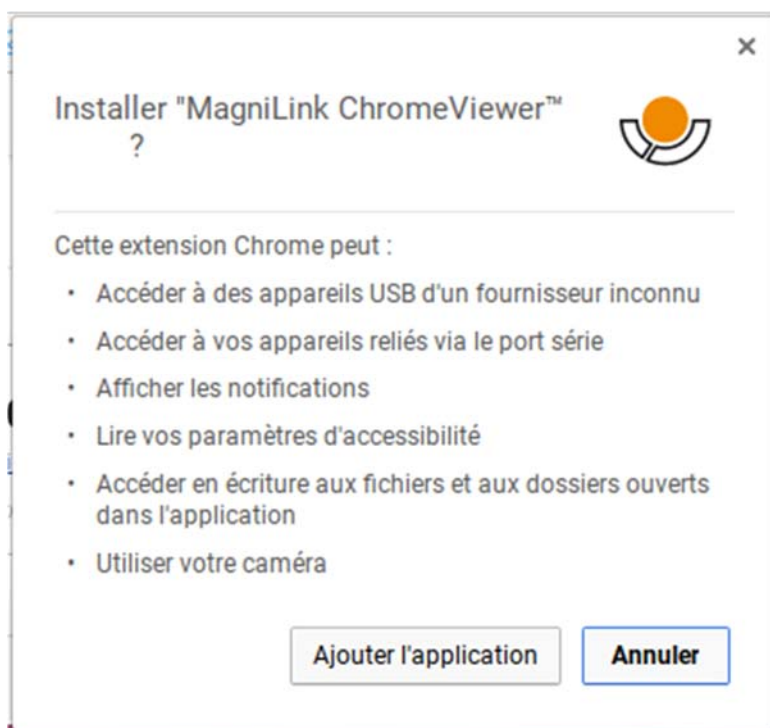 Installer "MagniLink ChromeViewer™
?
Cette extension Chrome peut :
• Accéder à des appareils USB d'un fournisseur inconnu
• Accéder à vos appareils reliés via le port série
• Afficher les notifications
• Lire vos paramètres d'accessibilité
• Accéder en écriture aux fichiers et aux dossiers ouverts
dans l'application
• Utiliser votre caméra
Ajouter l'application
Annuler